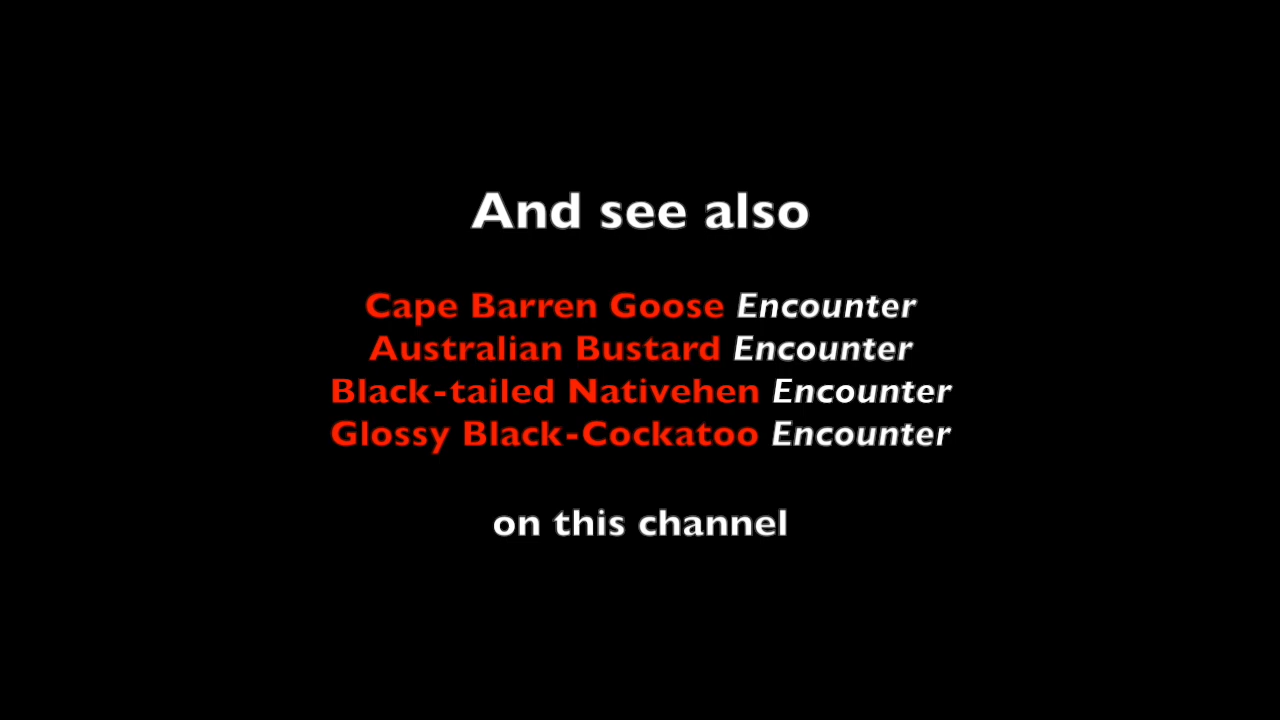 And see also
Cape Barren Goose Encounter
Australian Bustard Encounter
Black-tailed Nativehen Encounter
Glossy Black-Cockatoo Encounter
on this channel